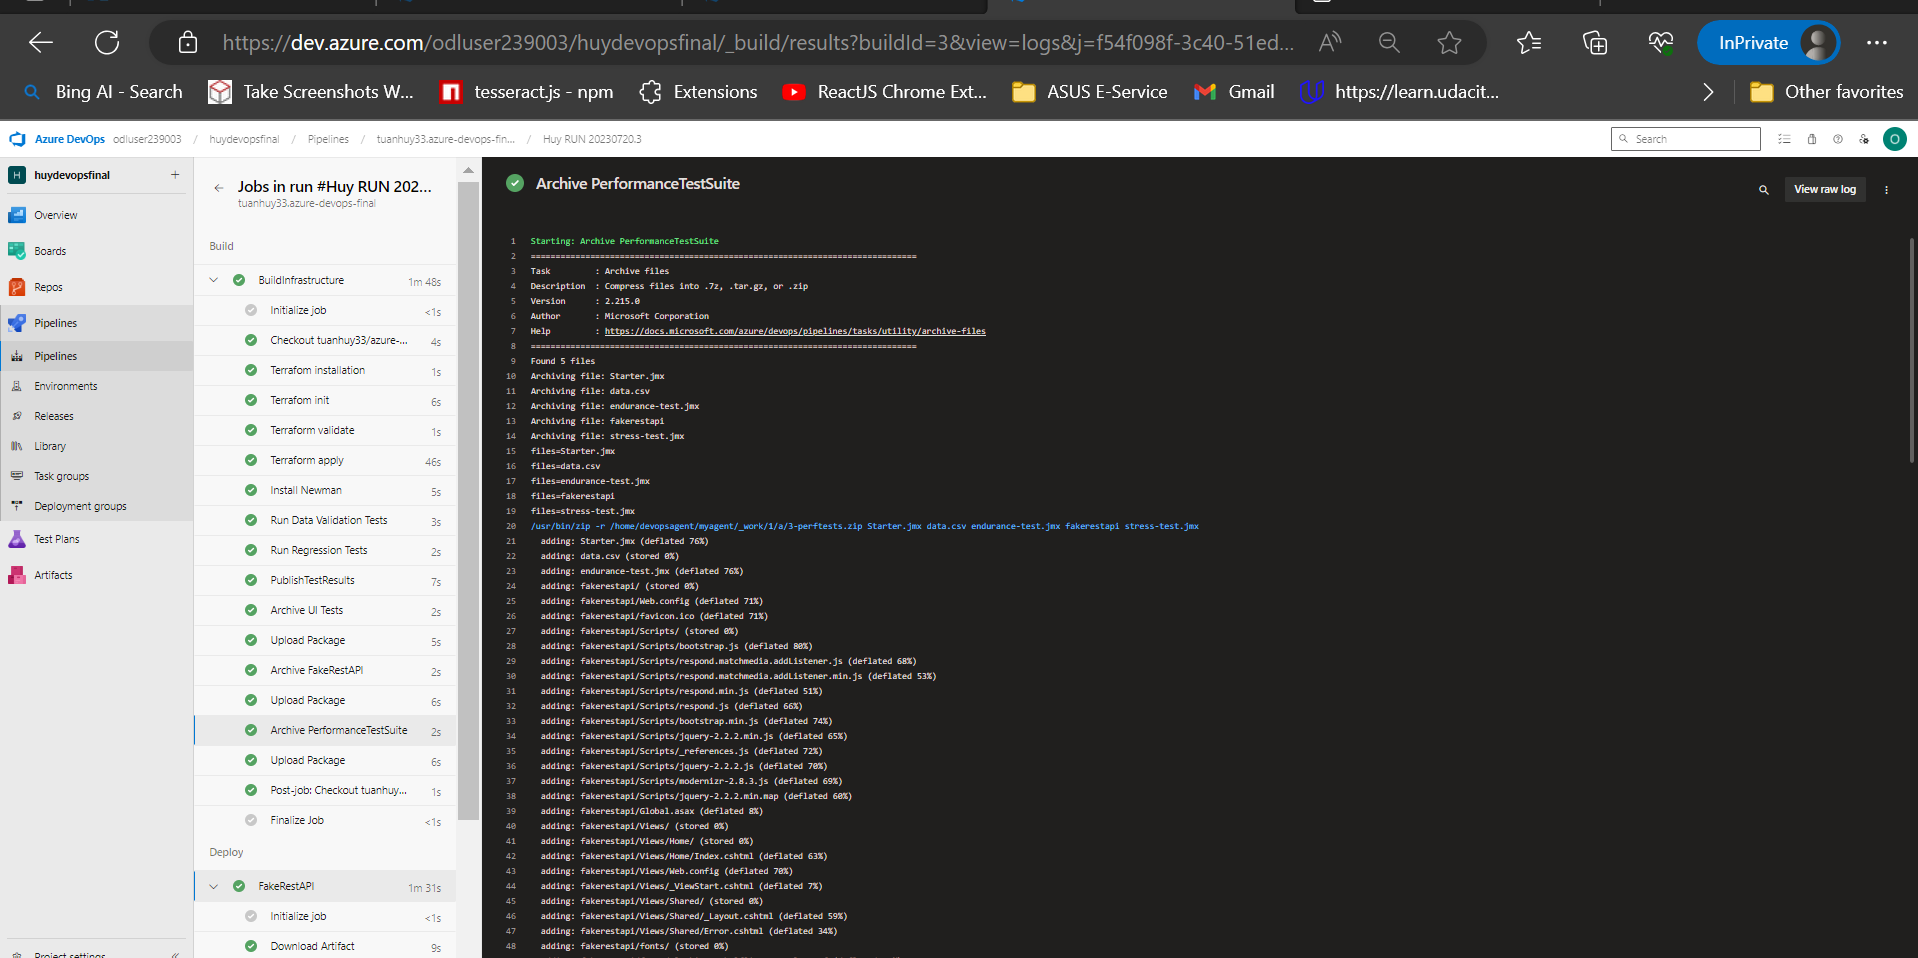 https://dev.azure.com/odluser239003/huydevopsfinal/_build/results?buildId=3&view=logs&j=f54f098f-3c40-51ed...
InPrivate
Bing AI - Search
Take Screenshots W...
tesseract.js - npm
Extensions
ReactJS Chrome Ext...
ASUS E-Service
Gmail
https://learn.udacit...
Other favorites
Azure DevOps odluser239003 / huydevopsfinal / Pipelines / tuanhuy33.azure-devops-fin... / Huy RUN 20230720.3
Search
O
H huydevopsfinal +
Overview
Boards
Repos
Pipelines
Pipelines
Environments
Releases
Library
Task groups
Deployment groups
Test Plans
Artifacts
Project settings
Jobs in run #Huy RUN 202...
tuanhuy33.azure-devops-final
Build
BuildInfrastructure 1m 48s
Initialize job <1s
Checkout tuanhuy33/azure-... 4s
Terrafom installation 1s
Terrafom init 6s
Terraform validate 1s
Terraform apply 46s
Install Newman 5s
Run Data Validation Tests 3s
Run Regression Tests 2s
PublishTestResults 7s
Archive UI Tests 2s
Upload Package 5s
Archive FakeRestAPI 2s
Upload Package 6s
Archive PerformanceTestSuite 2s
Upload Package 6s
Post-job: Checkout tuanhuy... 1s
Finalize Job <1s
Deploy
FakeRestAPI 1m 31s
Initialize job <1s
Download Artifact 9s
Archive PerformanceTestSuite
View raw log
1 Starting: Archive PerformanceTestSuite
2 ==============================================================================
3 Task         : Archive files
4 Description  : Compress files into .7z, .tar.gz, or .zip
5 Version      : 2.215.0
6 Author       : Microsoft Corporation
7 Help         : https://docs.microsoft.com/azure/devops/pipelines/tasks/utility/archive-files
8 ==============================================================================
9 Found 5 files
10 Archiving file: Starter.jmx
11 Archiving file: data.csv
12 Archiving file: endurance-test.jmx
13 Archiving file: fakerestapi
14 Archiving file: stress-test.jmx
15 files=Starter.jmx
16 files=data.csv
17 files=endurance-test.jmx
18 files=fakerestapi
19 files=stress-test.jmx
20 /usr/bin/zip -r /home/devopsagent/myagent/_work/1/a/3-perftests.zip Starter.jmx data.csv endurance-test.jmx fakerestapi stress-test.jmx
21 adding: Starter.jmx (deflated 76%)
22 adding: data.csv (stored 0%)
23 adding: endurance-test.jmx (deflated 76%)
24 adding: fakerestapi/ (stored 0%)
25 adding: fakerestapi/Web.config (deflated 71%)
26 adding: fakerestapi/favicon.ico (deflated 71%)
27 adding: fakerestapi/Scripts/ (stored 0%)
28 adding: fakerestapi/Scripts/bootstrap.js (deflated 80%)
29 adding: fakerestapi/Scripts/respond.matchmedia.addListener.js (deflated 68%)
30 adding: fakerestapi/Scripts/respond.matchmedia.addListener.min.js (deflated 53%)
31 adding: fakerestapi/Scripts/respond.min.js (deflated 51%)
32 adding: fakerestapi/Scripts/respond.js (deflated 66%)
33 adding: fakerestapi/Scripts/bootstrap.min.js (deflated 74%)
34 adding: fakerestapi/Scripts/jquery-2.2.2.min.js (deflated 65%)
35 adding: fakerestapi/Scripts/_references.js (deflated 72%)
36 adding: fakerestapi/Scripts/jquery-2.2.2.js (deflated 70%)
37 adding: fakerestapi/Scripts/modernizr-2.8.3.js (deflated 69%)
38 adding: fakerestapi/Scripts/jquery-2.2.2.min.map (deflated 60%)
39 adding: fakerestapi/Global.asax (deflated 8%)
40 adding: fakerestapi/Views/ (stored 0%)
41 adding: fakerestapi/Views/Home/ (stored 0%)
42 adding: fakerestapi/Views/Home/Index.cshtml (deflated 63%)
43 adding: fakerestapi/Views/Web.config (deflated 70%)
44 adding: fakerestapi/Views/_ViewStart.cshtml (deflated 7%)
45 adding: fakerestapi/Views/Shared/ (stored 0%)
46 adding: fakerestapi/Views/Shared/_Layout.cshtml (deflated 59%)
47 adding: fakerestapi/Views/Shared/Error.cshtml (deflated 34%)
48 adding: fakerestapi/fonts/ (stored 0%)